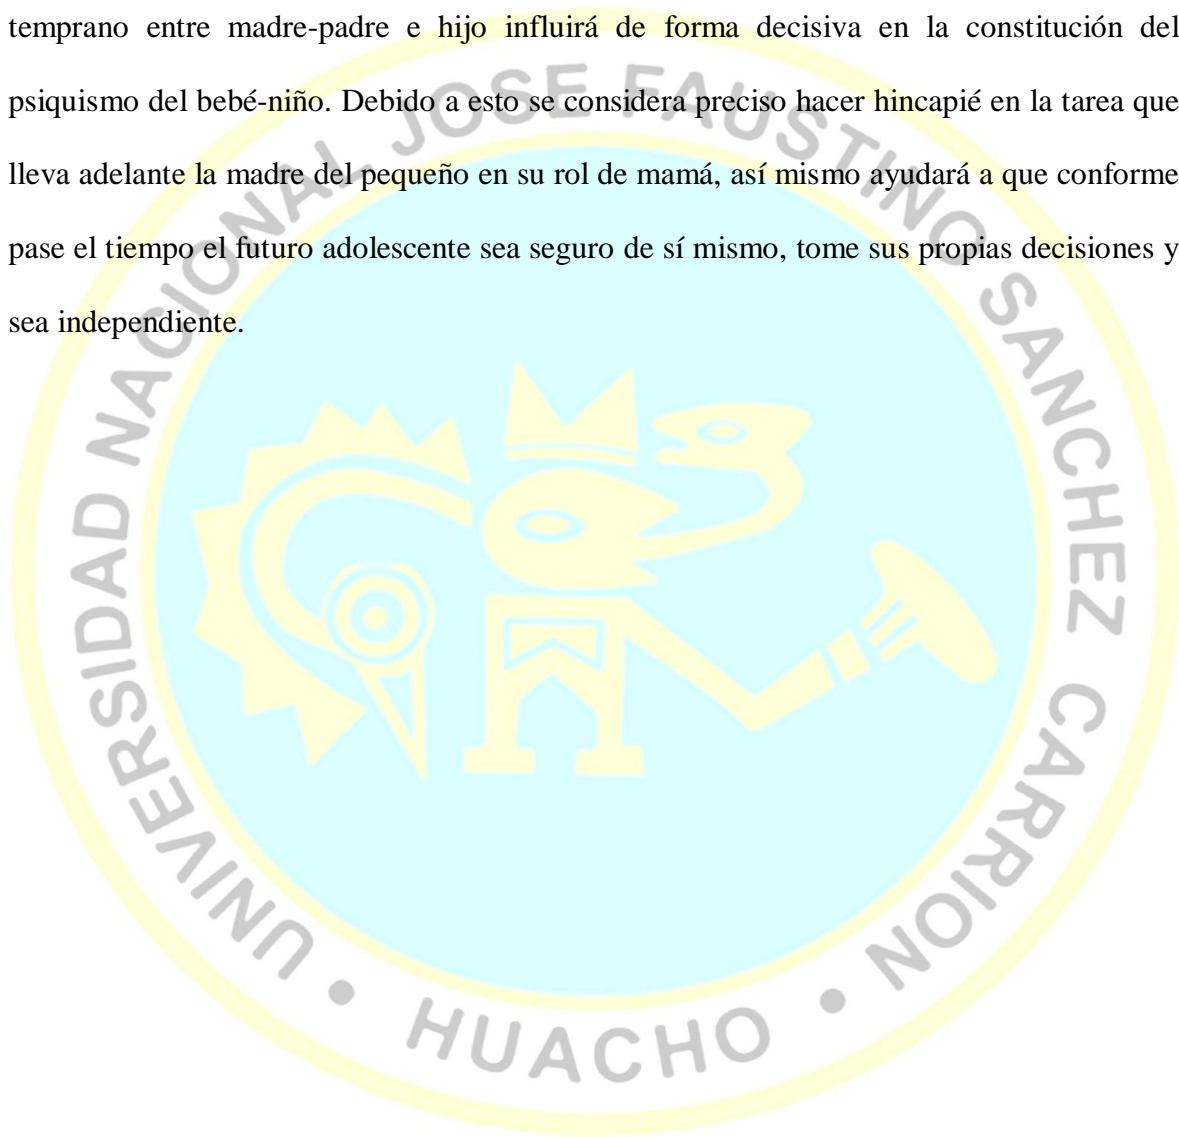 temprano entre madre-padre e hijo influirá de forma decisiva en la constitución del
psiquismo del bebé-niño. Debido a esto se considera preciso hacer hincapié en la tarea que
lleva adelante la madre del pequeño en su rol de mamá, así mismo ayudará a que conforme
pase el tiempo el futuro adolescente sea seguro de sí mismo, tome sus propias decisiones y
sea independiente.
UNIVERSIDAD NACIONAL JOSE FAUSTINO SANCHEZ CARRION • HUACHO •